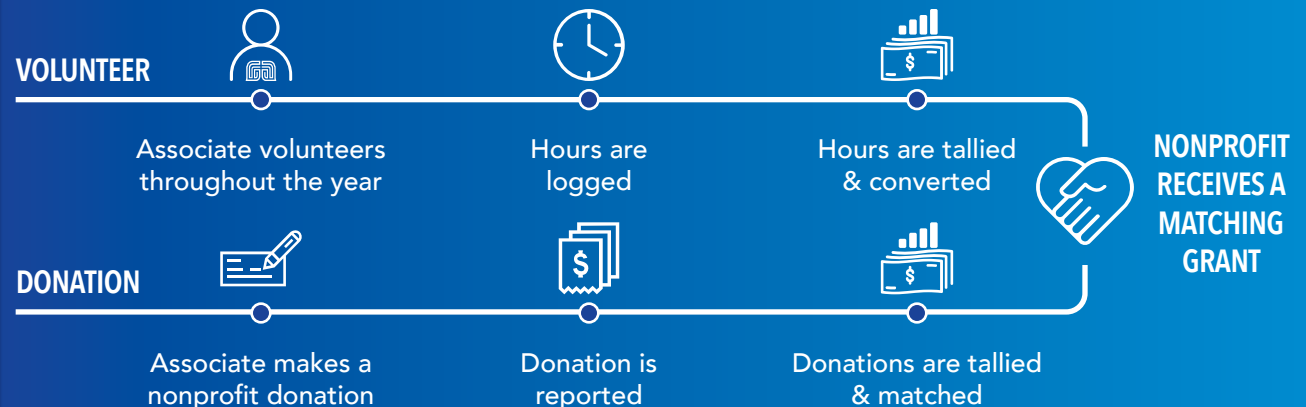 VOLUNTEER
Associate volunteers
throughout the year
Hours are
logged
Hours are tallied
& converted
DONATION
$
$
$
Associate makes a
nonprofit donation
Donation is
reported
Donations are tallied
& matched
NONPROFIT
RECEIVES A
MATCHING
GRANT